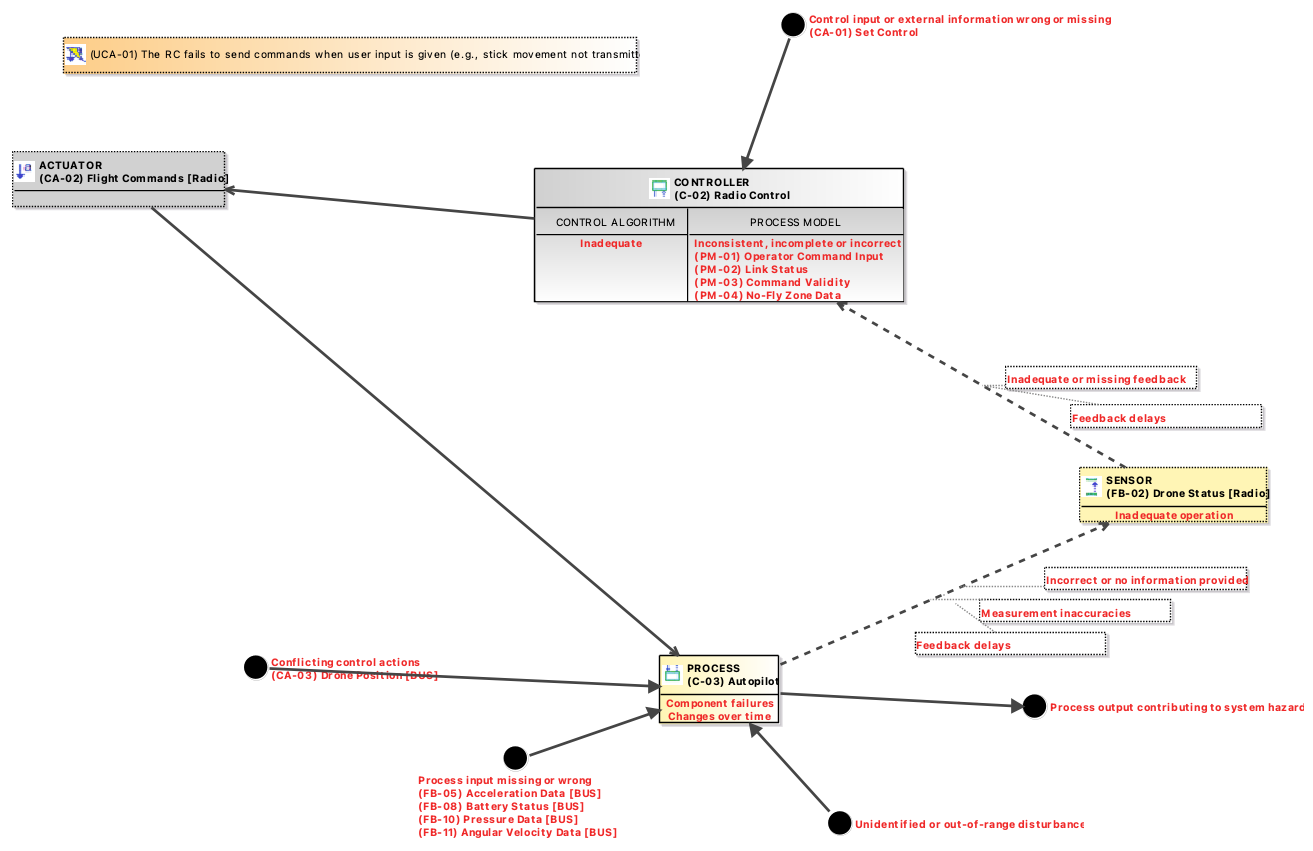 Control input or external information wrong or missing
(CA-01) Set Control
(UCA-01) The RC fails to send commands when user input is given (e.g., stick movement not transmitt
ACTUATOR
(CA-02) Flight Commands [Radio]
CONTROLLER
(C-02) Radio Control
CONTROL ALGORITHM
PROCESS MODEL
Inadequate
Inconsistent, incomplete or incorrect
(PM-01) Operator Command Input
(PM-02) Link Status
(PM-03) Command Validity
(PM-04) No-Fly Zone Data
Inadequate or missing feedback
Feedback delays
SENSOR
(FB-02) Drone Status [Radio]
Inadequate operation
Incorrect or no information provided
Measurement inaccuracies
Feedback delays
Conflicting control actions
(CA-03) Drone Position [BUS]
PROCESS
(C-03) Autopilot
Component failures
Changes over time
Process output contributing to system hazard
Process input missing or wrong
(FB-05) Acceleration Data [BUS]
(FB-08) Battery Status [BUS]
(FB-10) Pressure Data [BUS]
(FB-11) Angular Velocity Data [BUS]
Unidentified or out-of-range disturbance